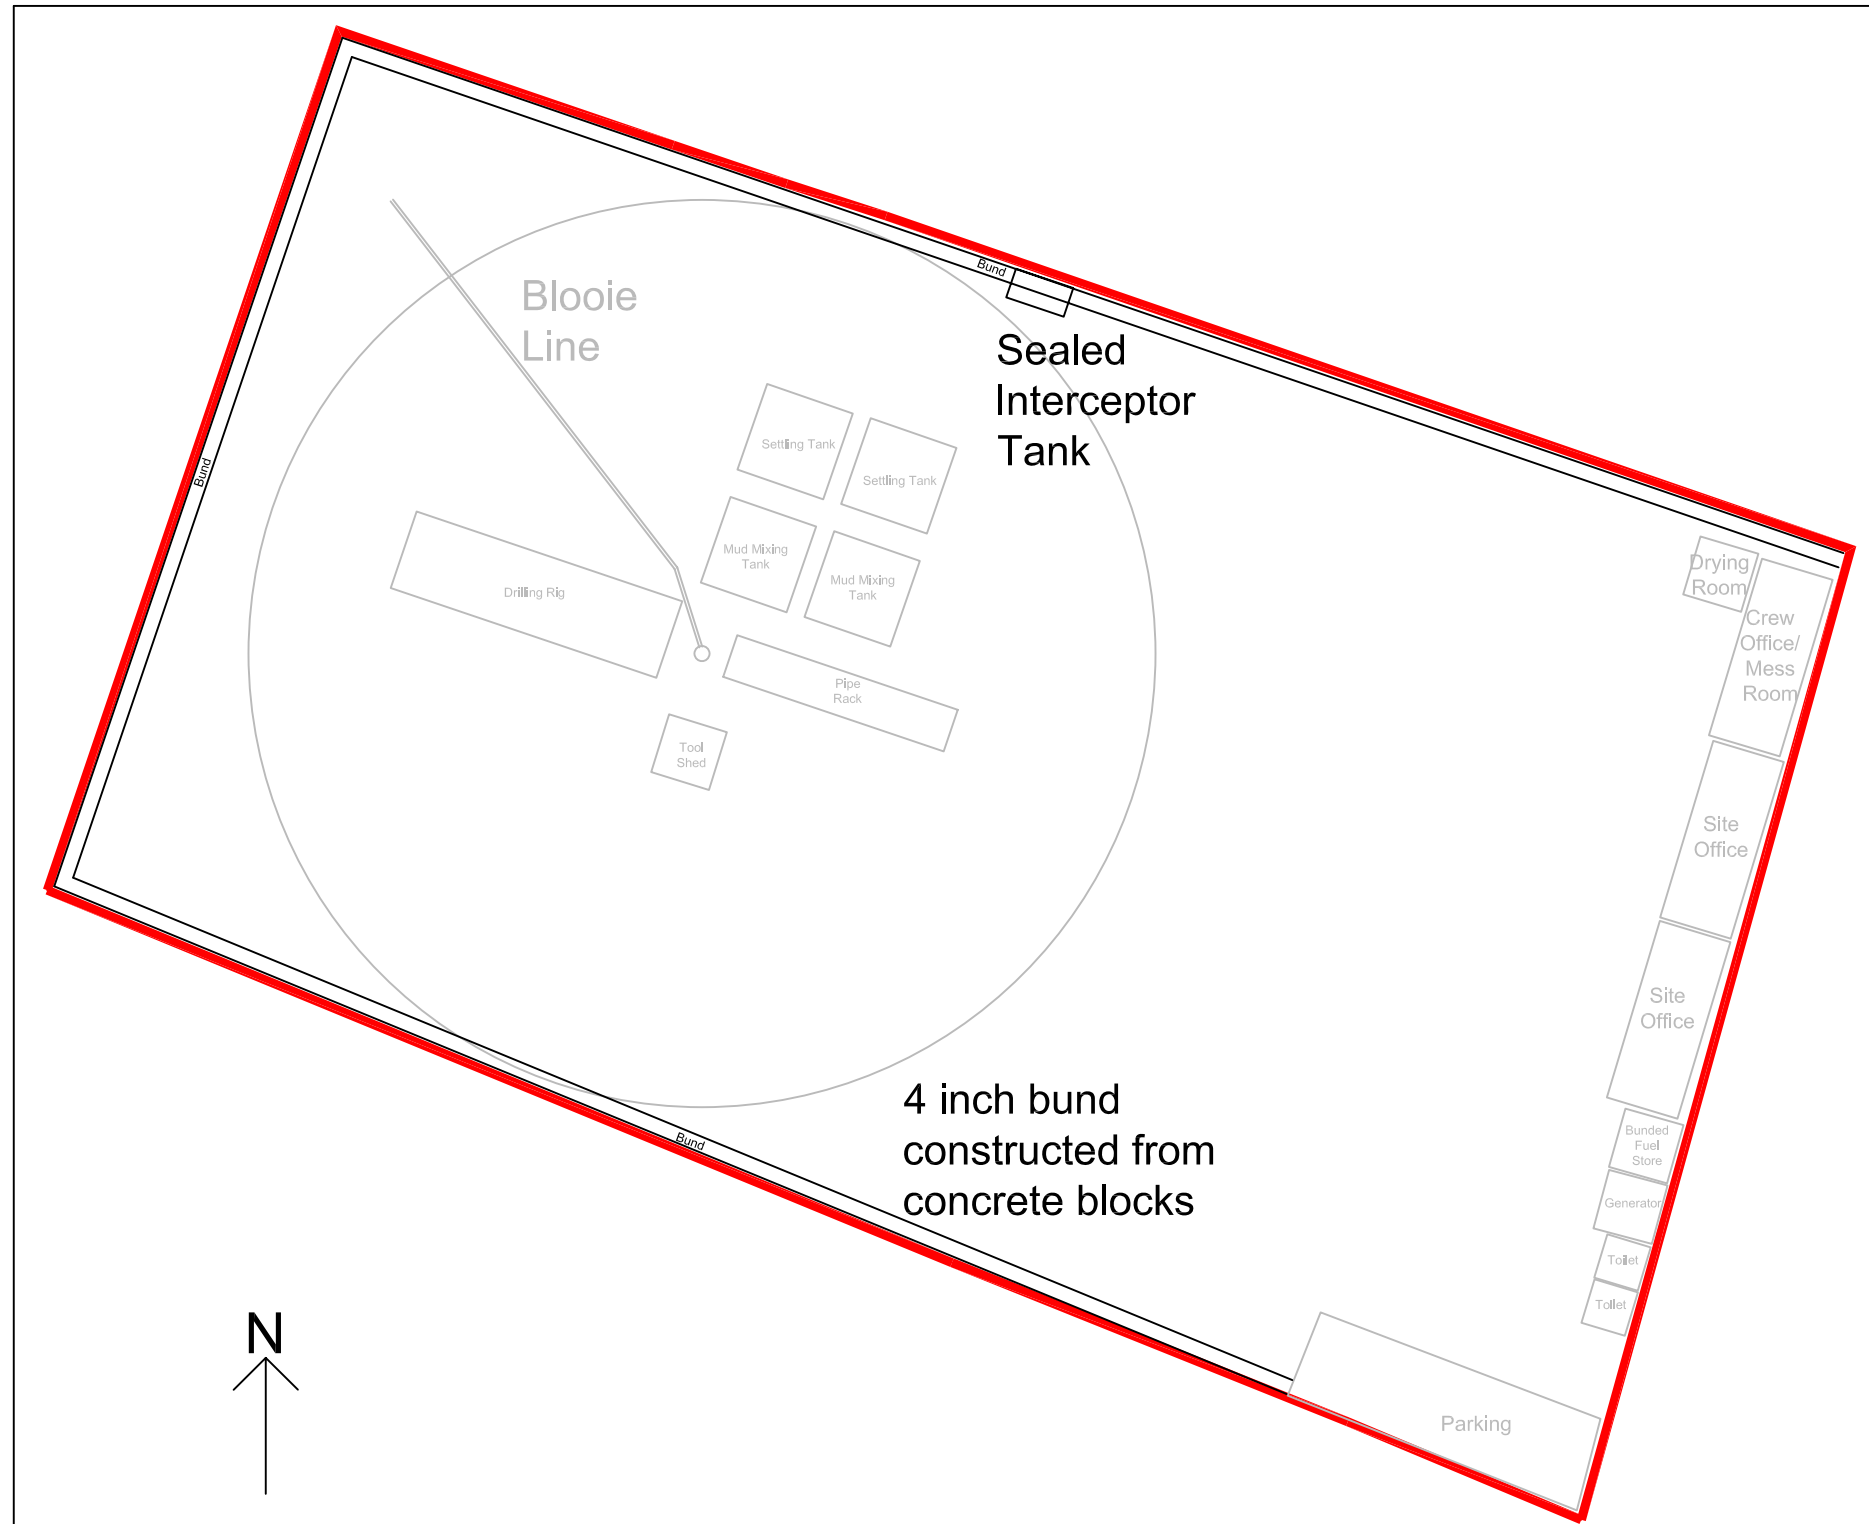 Bund
Blooie
Line
Sealed
Interceptor
Tank
Settling Tank
Settling Tank
Bund
Mud Mixing
Tank
Mud Mixing
Tank
Drilling Rig
Drying
Room
Crew
Office/
Mess
Room
Pipe
Rack
Tool
Shed
Site
Office
Site
Office
4 inch bund
constructed from
concrete blocks
Bund
Bunded
Fuel
Store
Generator
Toilet
Toilet
N
Parking